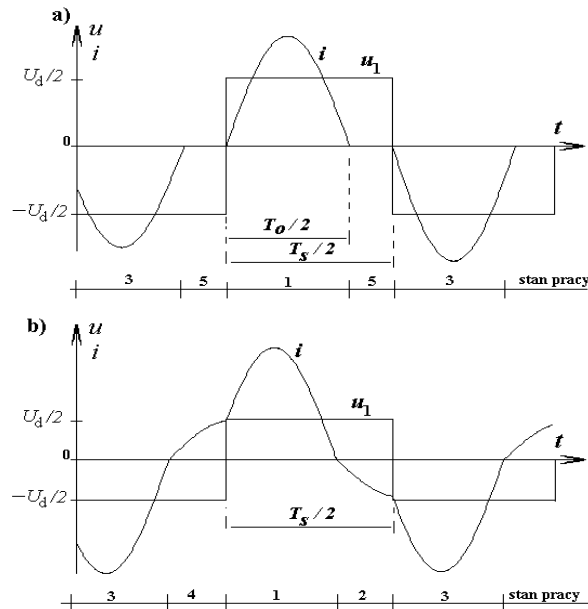 a)
u
i
U_d/2
i
u_1
0
t
−U_d/2
T_o/2
T_s/2
3 5 1 5 3 stan pracy
b)
u
i
i
U_d/2
u_1
0
t
−U_d/2
T_s/2
3 4 1 2 3 stan pracy